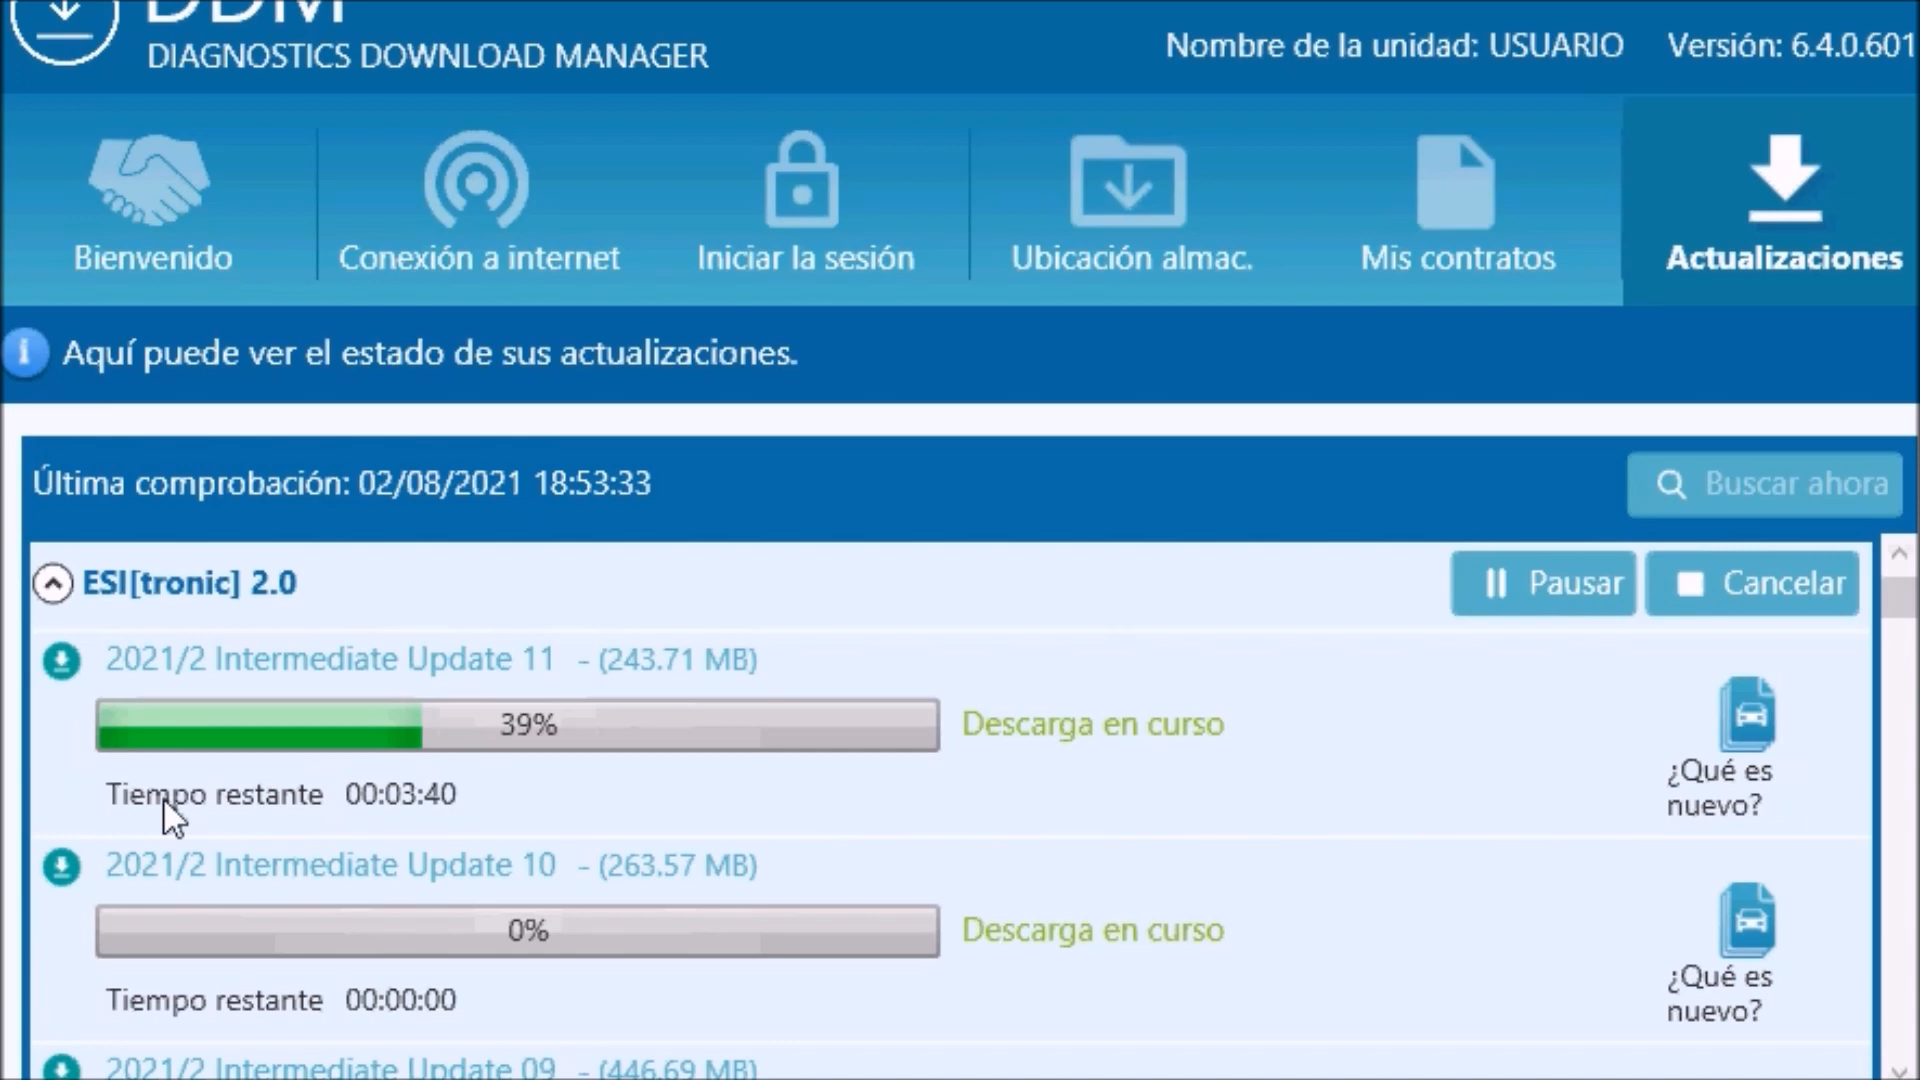 DDM
DIAGNOSTICS DOWNLOAD MANAGER
Nombre de la unidad: USUARIO Versión: 6.4.0.601
Bienvenido
Conexión a internet
Iniciar la sesión
Ubicación almac.
Mis contratos
Actualizaciones
Aquí puede ver el estado de sus actualizaciones.
Última comprobación: 02/08/2021 18:53:33
Buscar ahora
ESI[tronic] 2.0
Pausar
Cancelar
2021/2 Intermediate Update 11 - (243.71 MB)
39%
Descarga en curso
¿Qué es
nuevo?
Tiempo restante 00:03:40
2021/2 Intermediate Update 10 - (263.57 MB)
0%
Descarga en curso
¿Qué es
nuevo?
Tiempo restante 00:00:00
2021/2 Intermediate Update 09 - (446.69 MB)